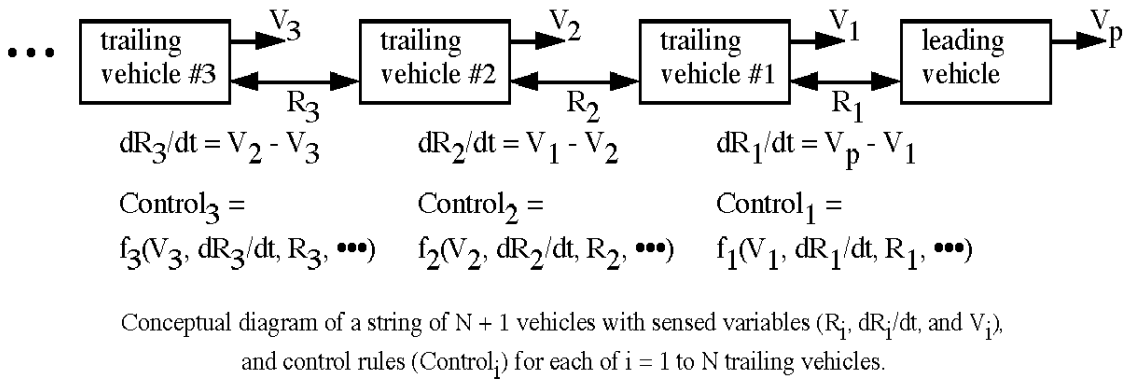 V₃ V₂ V₁ Vₚ
••• trailing vehicle #3 trailing vehicle #2 trailing vehicle #1 leading vehicle
R₃ R₂ R₁
dR₃/dt = V₂ - V₃ dR₂/dt = V₁ - V₂ dR₁/dt = Vₚ - V₁
Control₃ = Control₂ = Control₁ =
f₃(V₃, dR₃/dt, R₃, •••) f₂(V₂, dR₂/dt, R₂, •••) f₁(V₁, dR₁/dt, R₁, •••)
Conceptual diagram of a string of N + 1 vehicles with sensed variables (Rᵢ, dRᵢ/dt, and Vᵢ),
and control rules (Controlᵢ) for each of i = 1 to N trailing vehicles.